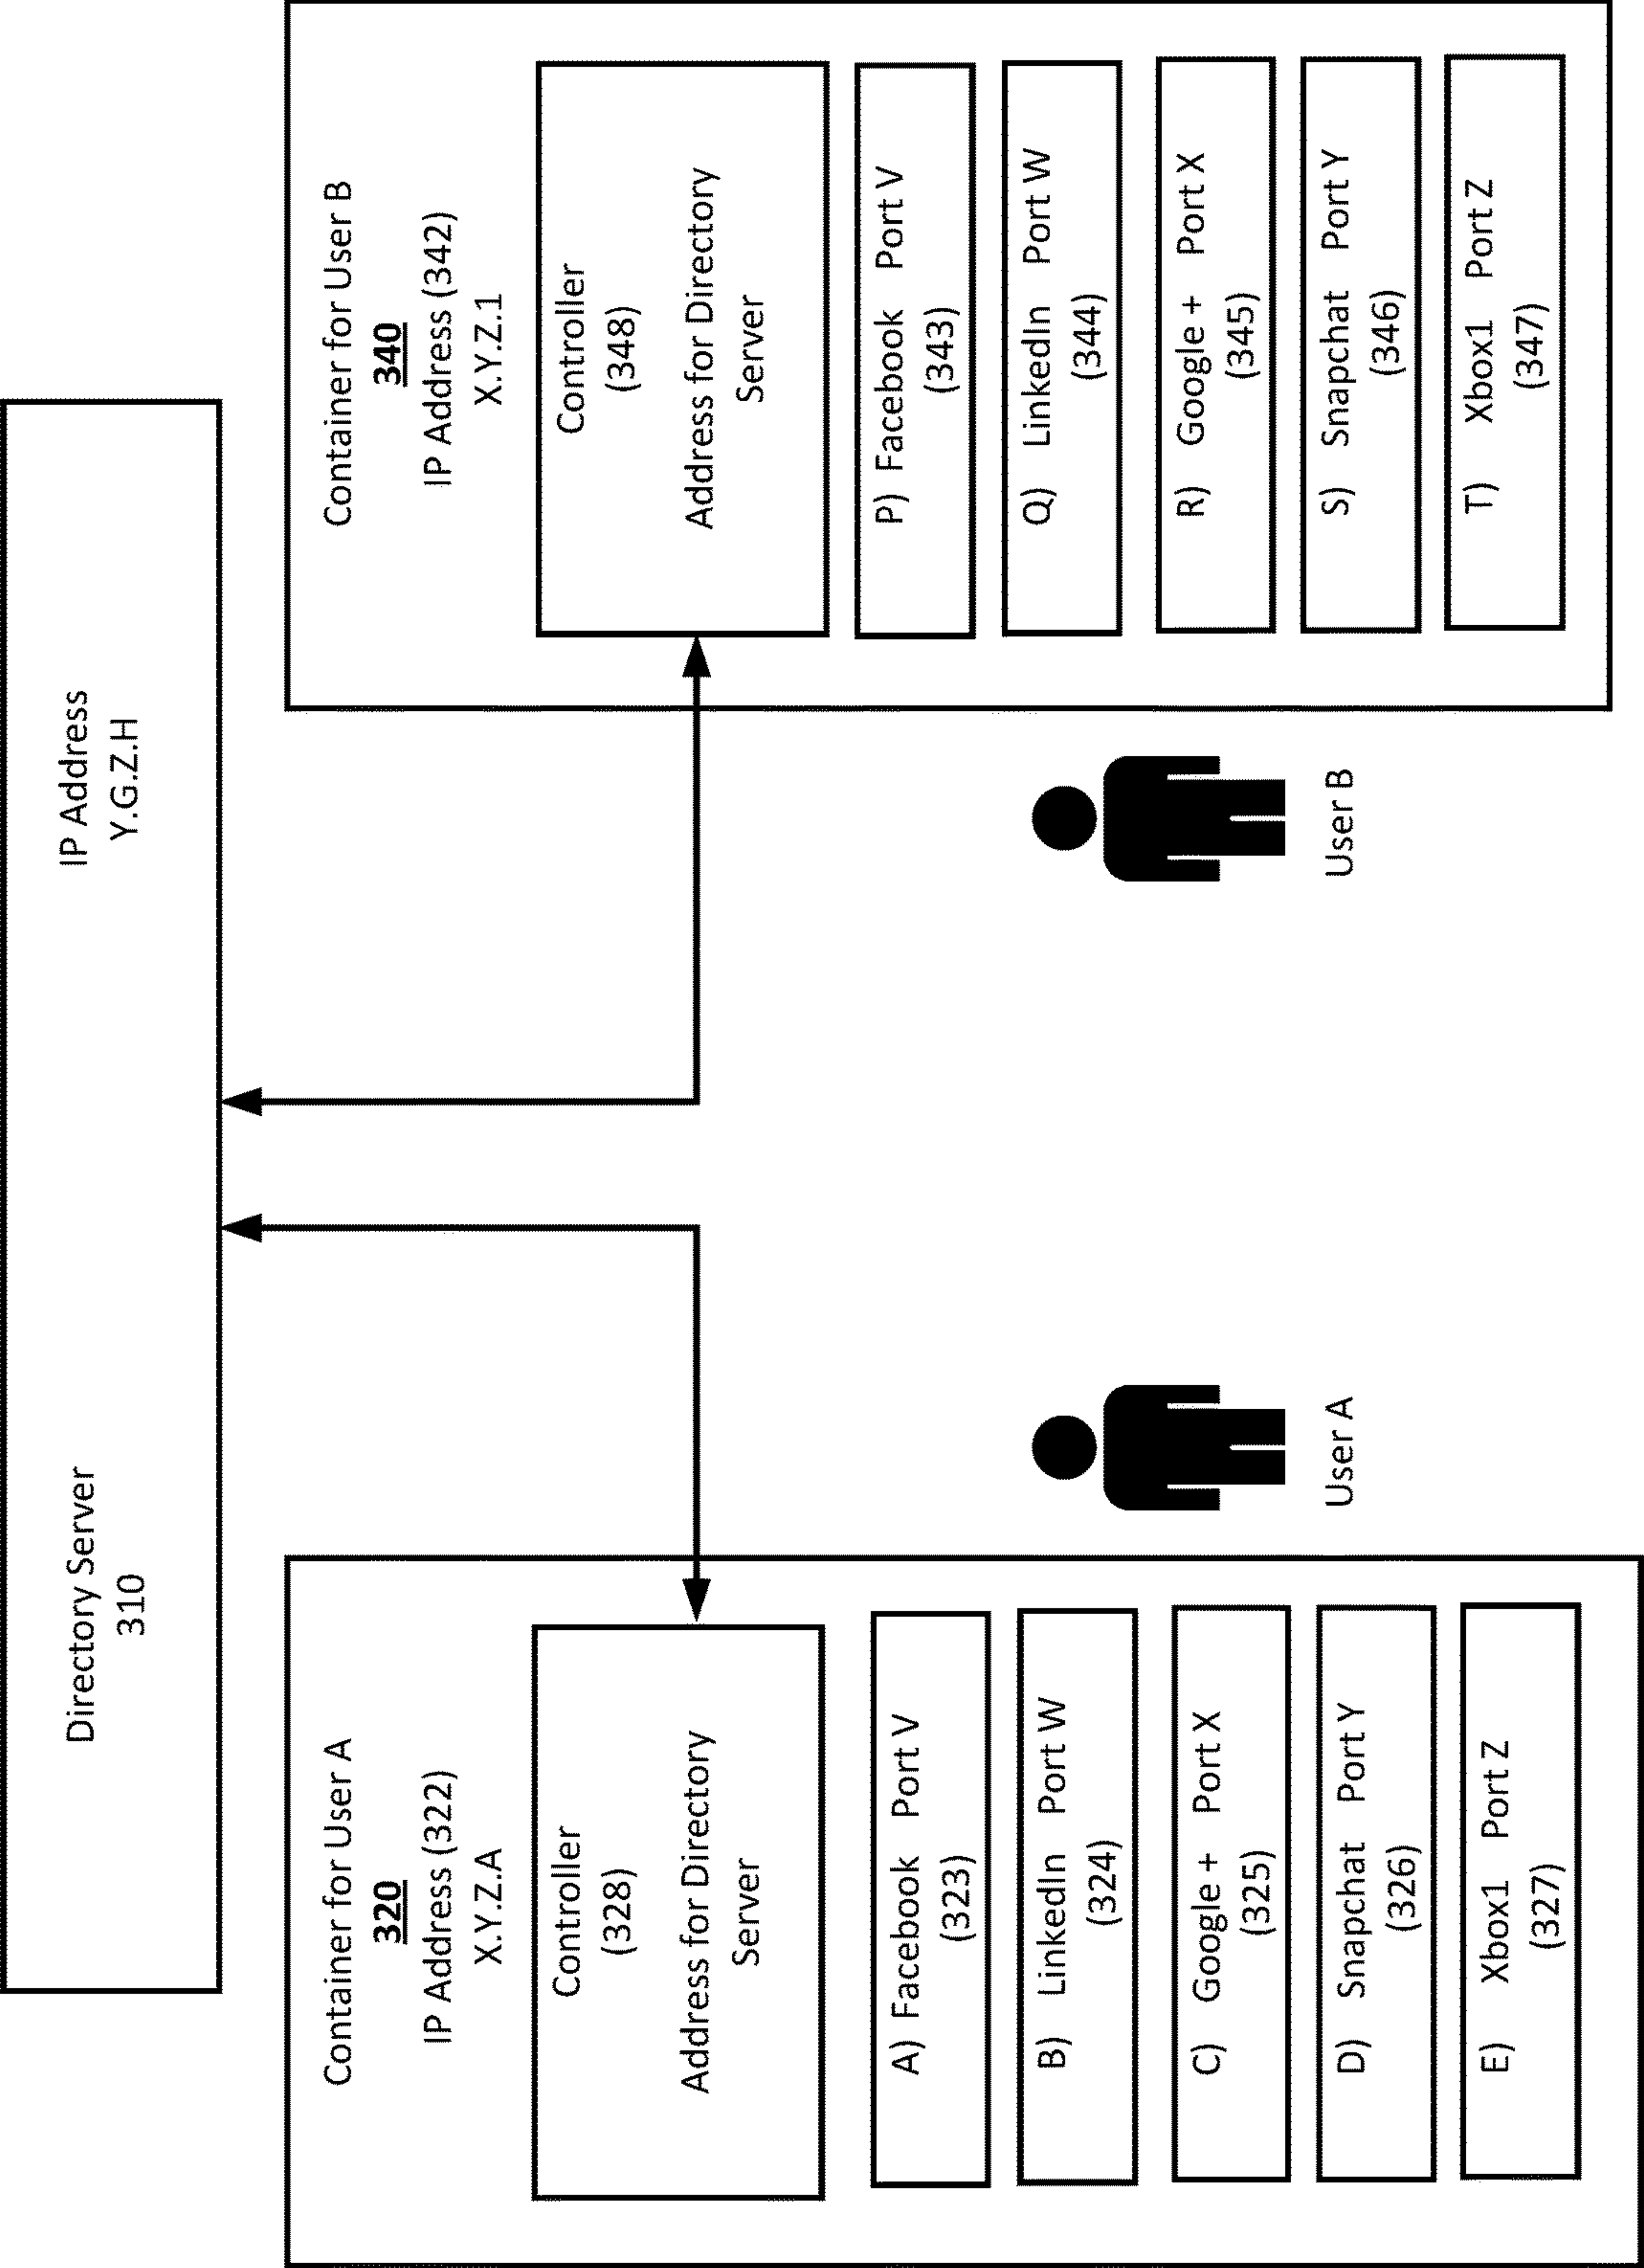 Directory Server
310
IP Address
Y.G.Z.H
Container for User A
320
IP Address (322)
X.Y.Z.A
Controller
(328)
Address for Directory
Server
A) Facebook Port V
(323)
B) LinkedIn Port W
(324)
C) Google + Port X
(325)
D) Snapchat Port Y
(326)
E) Xbox1 Port Z
(327)
User A
User B
Container for User B
340
IP Address (342)
X.Y.Z.1
Controller
(348)
Address for Directory
Server
P) Facebook Port V
(343)
Q) LinkedIn Port W
(344)
R) Google + Port X
(345)
S) Snapchat Port Y
(346)
T) Xbox1 Port Z
(347)